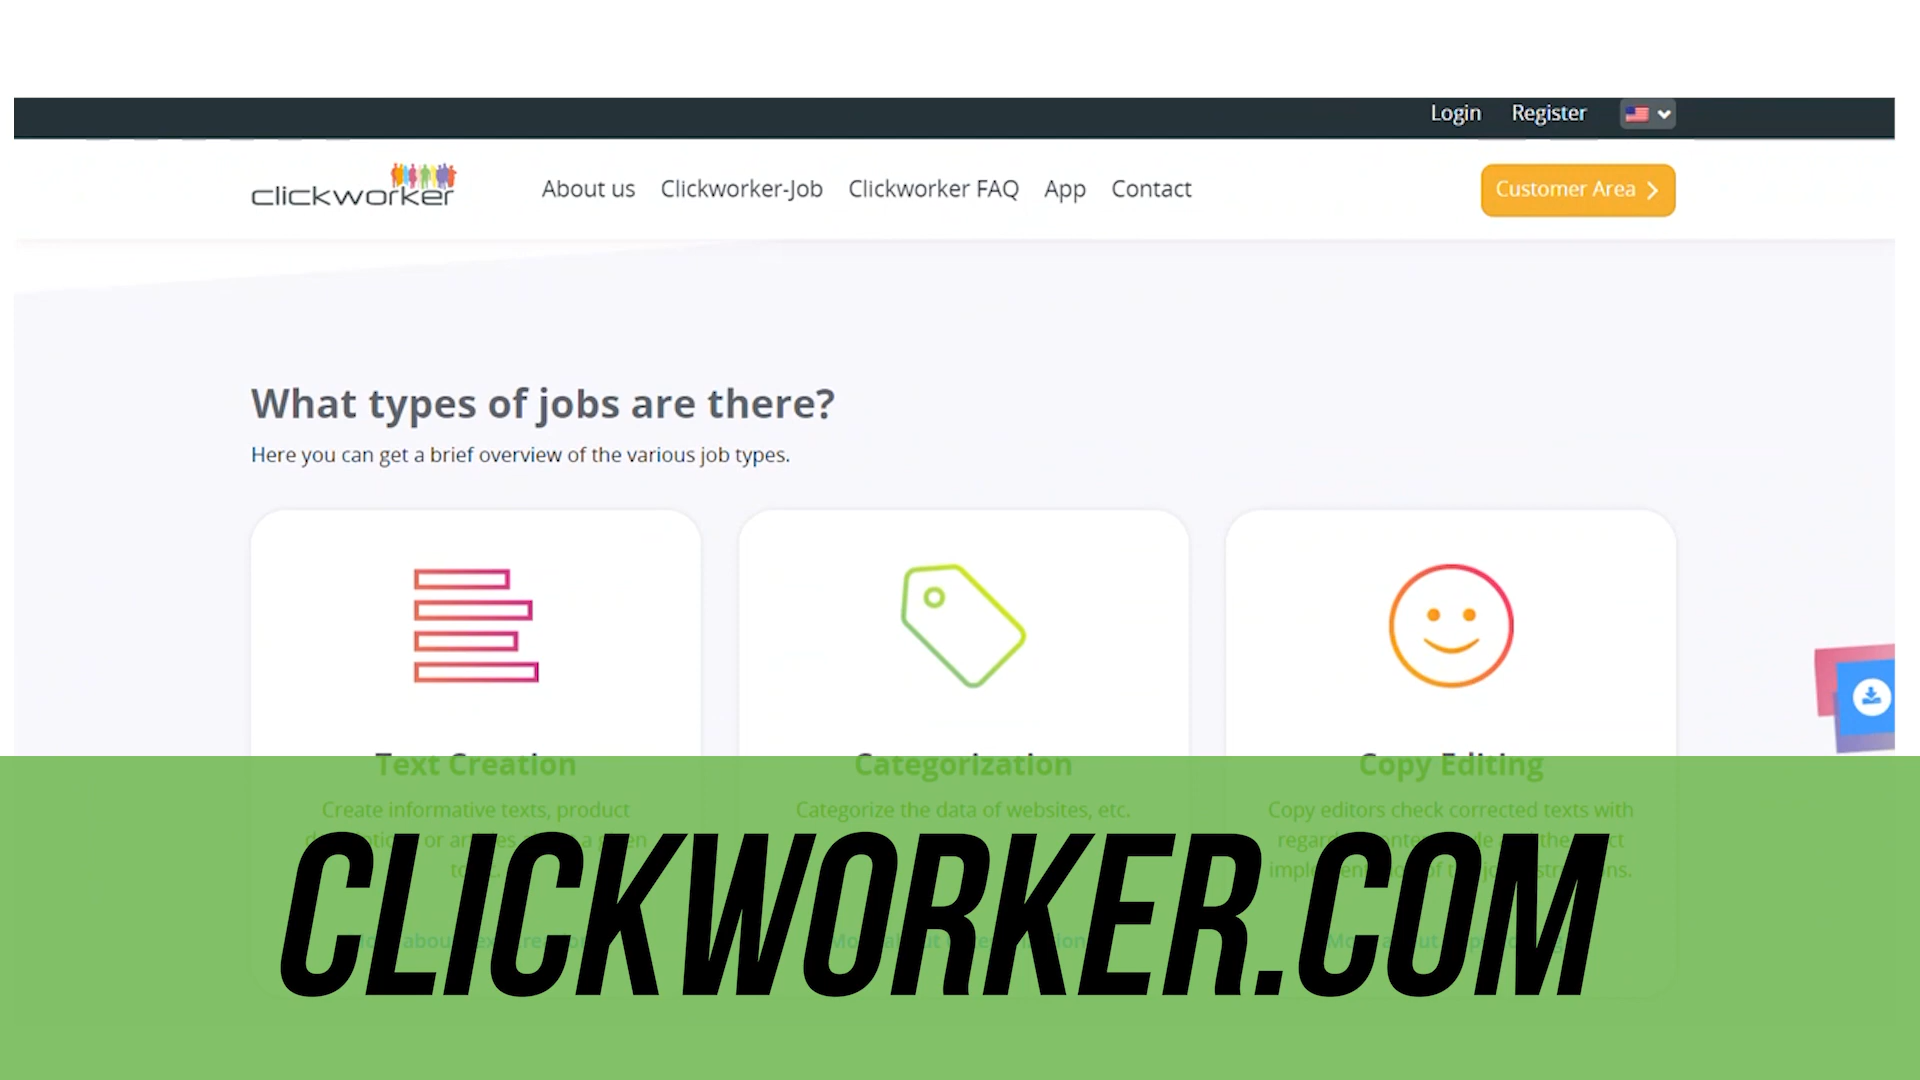 Login Register
clickworker About us Clickworker-Job Clickworker FAQ App Contact Customer Area
What types of jobs are there?
Here you can get a brief overview of the various job types.
Text Creation Categorization Copy Editing
Create informative texts, product Categorize the data of websites, etc. Copy editors check corrected texts with
CLICKWORKER.COM